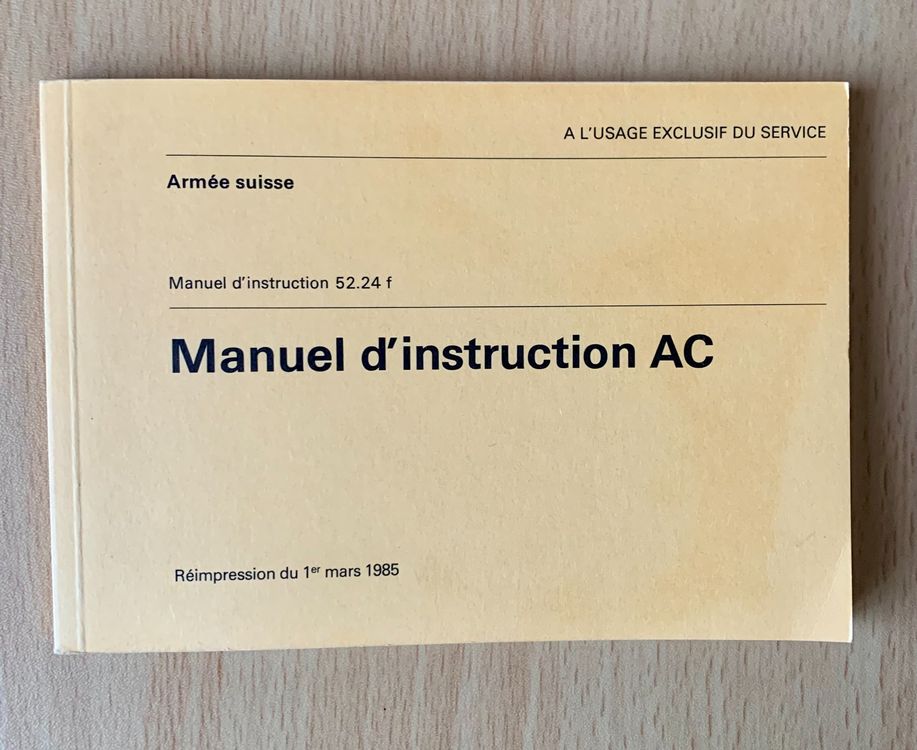 A L'USAGE EXCLUSIF DU SERVICE
Armée suisse
Manuel d'instruction 52.24 f
Manuel d'instruction AC
Réimpression du 1er mars 1985